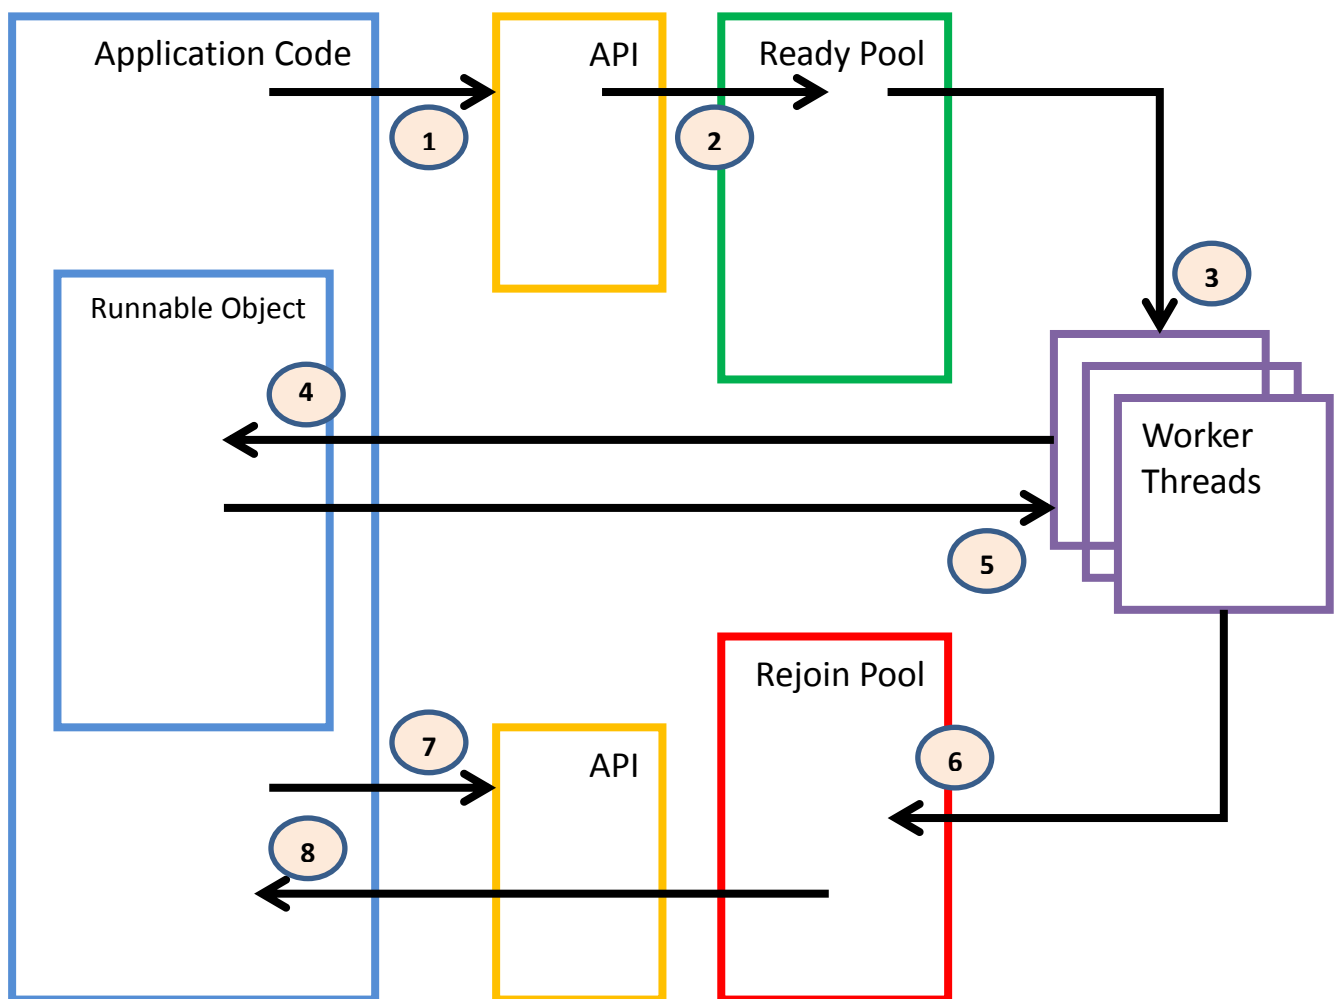 Application Code
API
Ready Pool
1
2
3
Runnable Object
4
Worker
Threads
5
Rejoin Pool
7
API
6
8